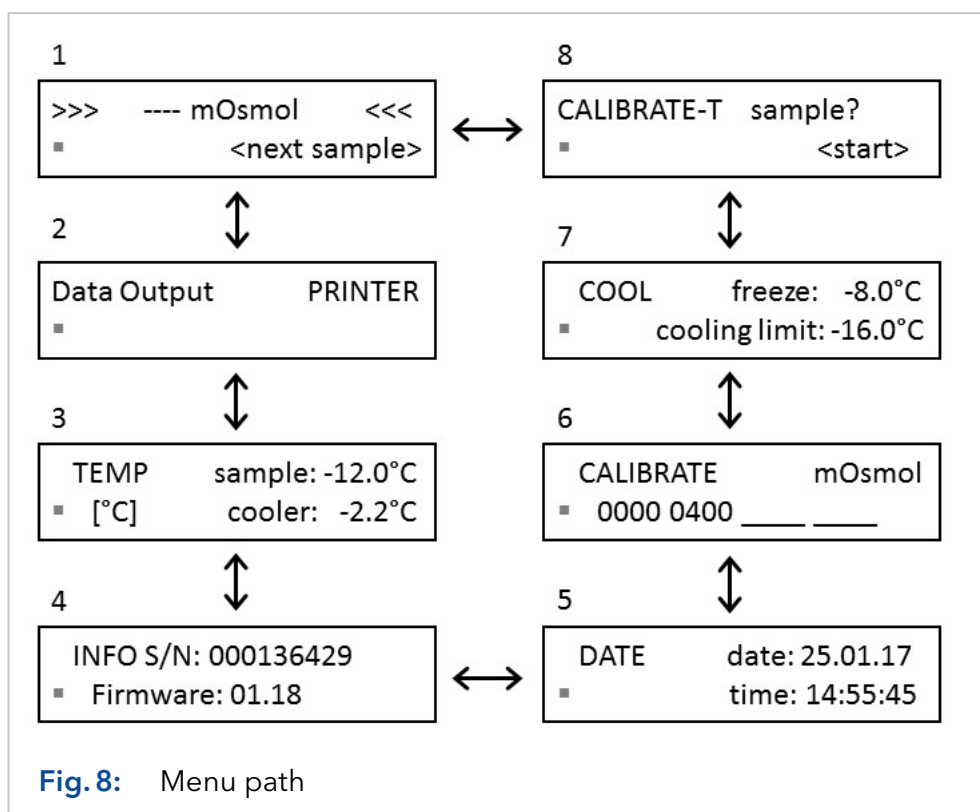 1
>>> ---- mOsmol <<<
<next sample>
2
Data Output PRINTER
3
TEMP sample: -12.0°C
[°C] cooler: -2.2°C
4
INFO S/N: 000136429
Firmware: 01.18
8
CALIBRATE-T sample?
<start>
7
COOL freeze: -8.0°C
cooling limit: -16.0°C
6
CALIBRATE mOsmol
0000 0400 ____ ____
5
DATE date: 25.01.17
time: 14:55:45
Fig. 8: Menu path